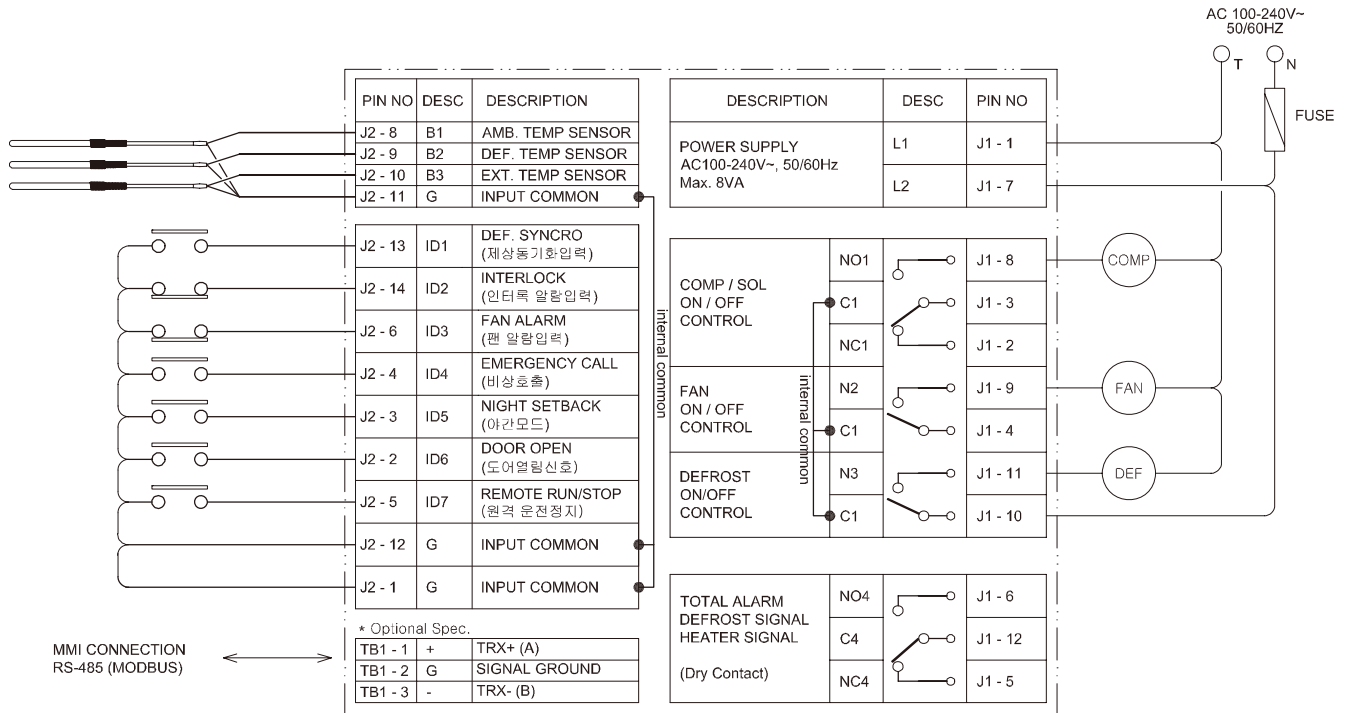 AC 100-240V~
50/60HZ
T
N
FUSE
PIN NO DESC DESCRIPTION
J2 - 8 B1 AMB. TEMP SENSOR
J2 - 9 B2 DEF. TEMP SENSOR
J2 - 10 B3 EXT. TEMP SENSOR
J2 - 11 G INPUT COMMON
J2 - 13 ID1 DEF. SYNCRO
(제상동기화입력)
J2 - 14 ID2 INTERLOCK
(인터록 알람입력)
J2 - 6 ID3 FAN ALARM
(팬 알람입력)
J2 - 4 ID4 EMERGENCY CALL
(비상호출)
J2 - 3 ID5 NIGHT SETBACK
(야간모드)
J2 - 2 ID6 DOOR OPEN
(도어열림신호)
J2 - 5 ID7 REMOTE RUN/STOP
(원격 운전정지)
J2 - 12 G INPUT COMMON
J2 - 1 G INPUT COMMON
internal common
* Optional Spec.
TB1 - 1 + TRX+ (A)
TB1 - 2 G SIGNAL GROUND
TB1 - 3 - TRX- (B)
MMI CONNECTION
RS-485 (MODBUS)
DESCRIPTION DESC PIN NO
POWER SUPPLY
AC100-240V~, 50/60Hz
Max. 8VA
L1 J1 - 1
L2 J1 - 7
COMP / SOL
ON / OFF
CONTROL
NO1 J1 - 8
C1 J1 - 3
NC1 J1 - 2
FAN
ON / OFF
CONTROL
N2 J1 - 9
C1 J1 - 4
DEFROST
ON/OFF
CONTROL
N3 J1 - 11
C1 J1 - 10
internal common
TOTAL ALARM
DEFROST SIGNAL
HEATER SIGNAL
(Dry Contact)
NO4 J1 - 6
C4 J1 - 12
NC4 J1 - 5
COMP
FAN
DEF